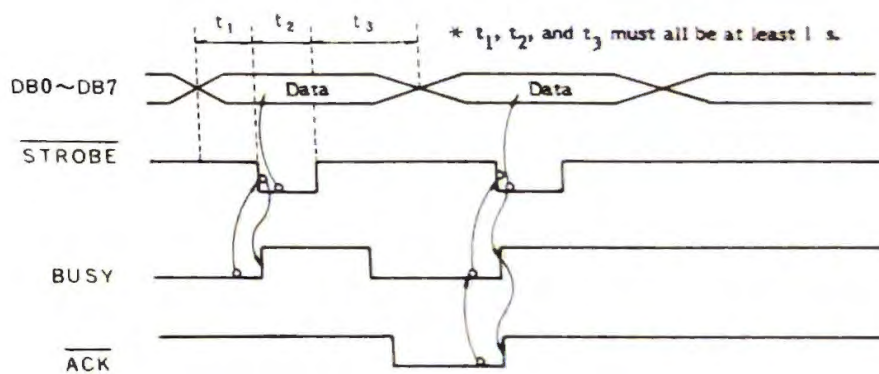 t₁ t₂ t₃ * t₁, t₂, and t₃ must all be at least 1 s.
DB0~DB7 Data Data
STROBE
BUSY
ACK